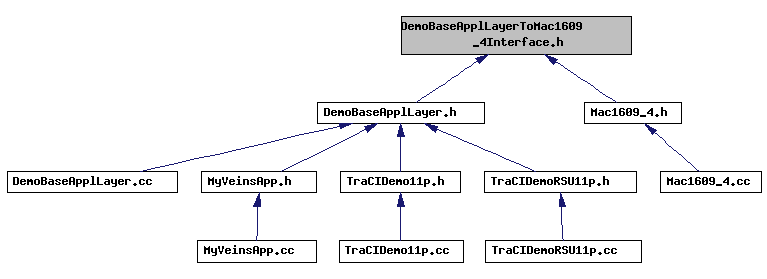 DemoBaseApplLayerToMac1609
_4Interface.h
DemoBaseApplLayer.h
Mac1609_4.h
DemoBaseApplLayer.cc
MyVeinsApp.h
TraCIDemo11p.h
TraCIDemoRSU11p.h
Mac1609_4.cc
MyVeinsApp.cc
TraCIDemo11p.cc
TraCIDemoRSU11p.cc